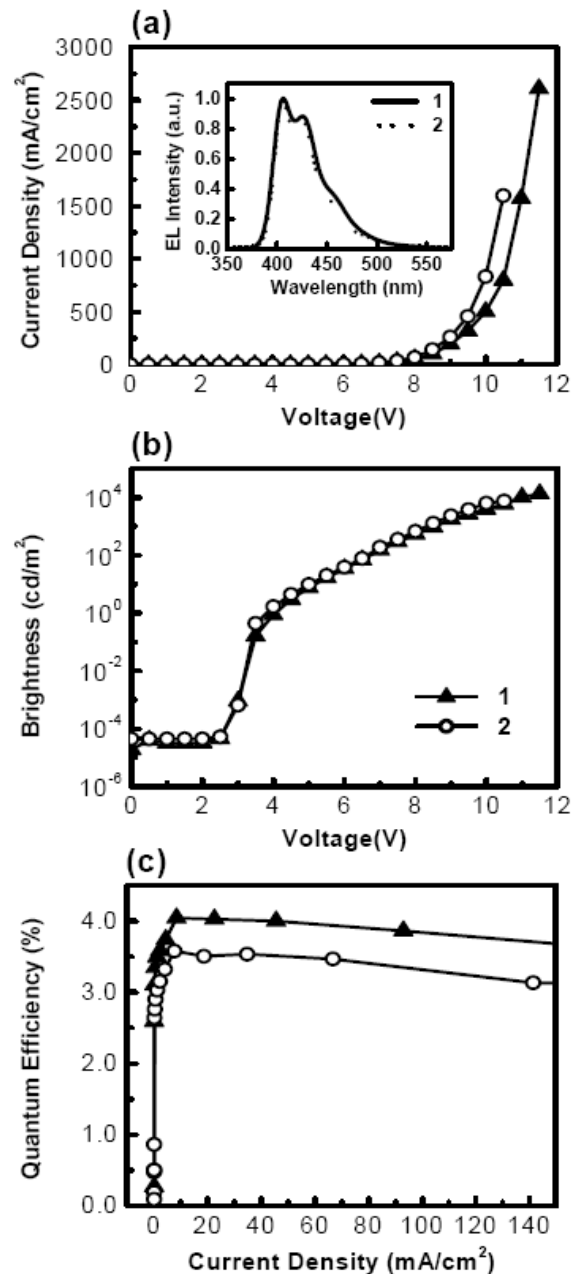 (a)
3000
2500
2000
1500
1000
500
0
Current Density (mA/cm²)
1.0
0.8
0.6
0.4
0.2
0.0
EL Intensity (a.u.)
1
2
350 400 450 500 550
Wavelength (nm)
0 2 4 6 8 10 12
Voltage(V)
(b)
10⁴
10²
10⁰
10⁻²
10⁻⁴
10⁻⁶
Brightness (cd/m²)
1
2
0 2 4 6 8 10 12
Voltage(V)
(c)
4.0
3.0
2.0
1.0
0.0
Quantum Efficiency (%)
0 20 40 60 80 100 120 140
Current Density (mA/cm²)